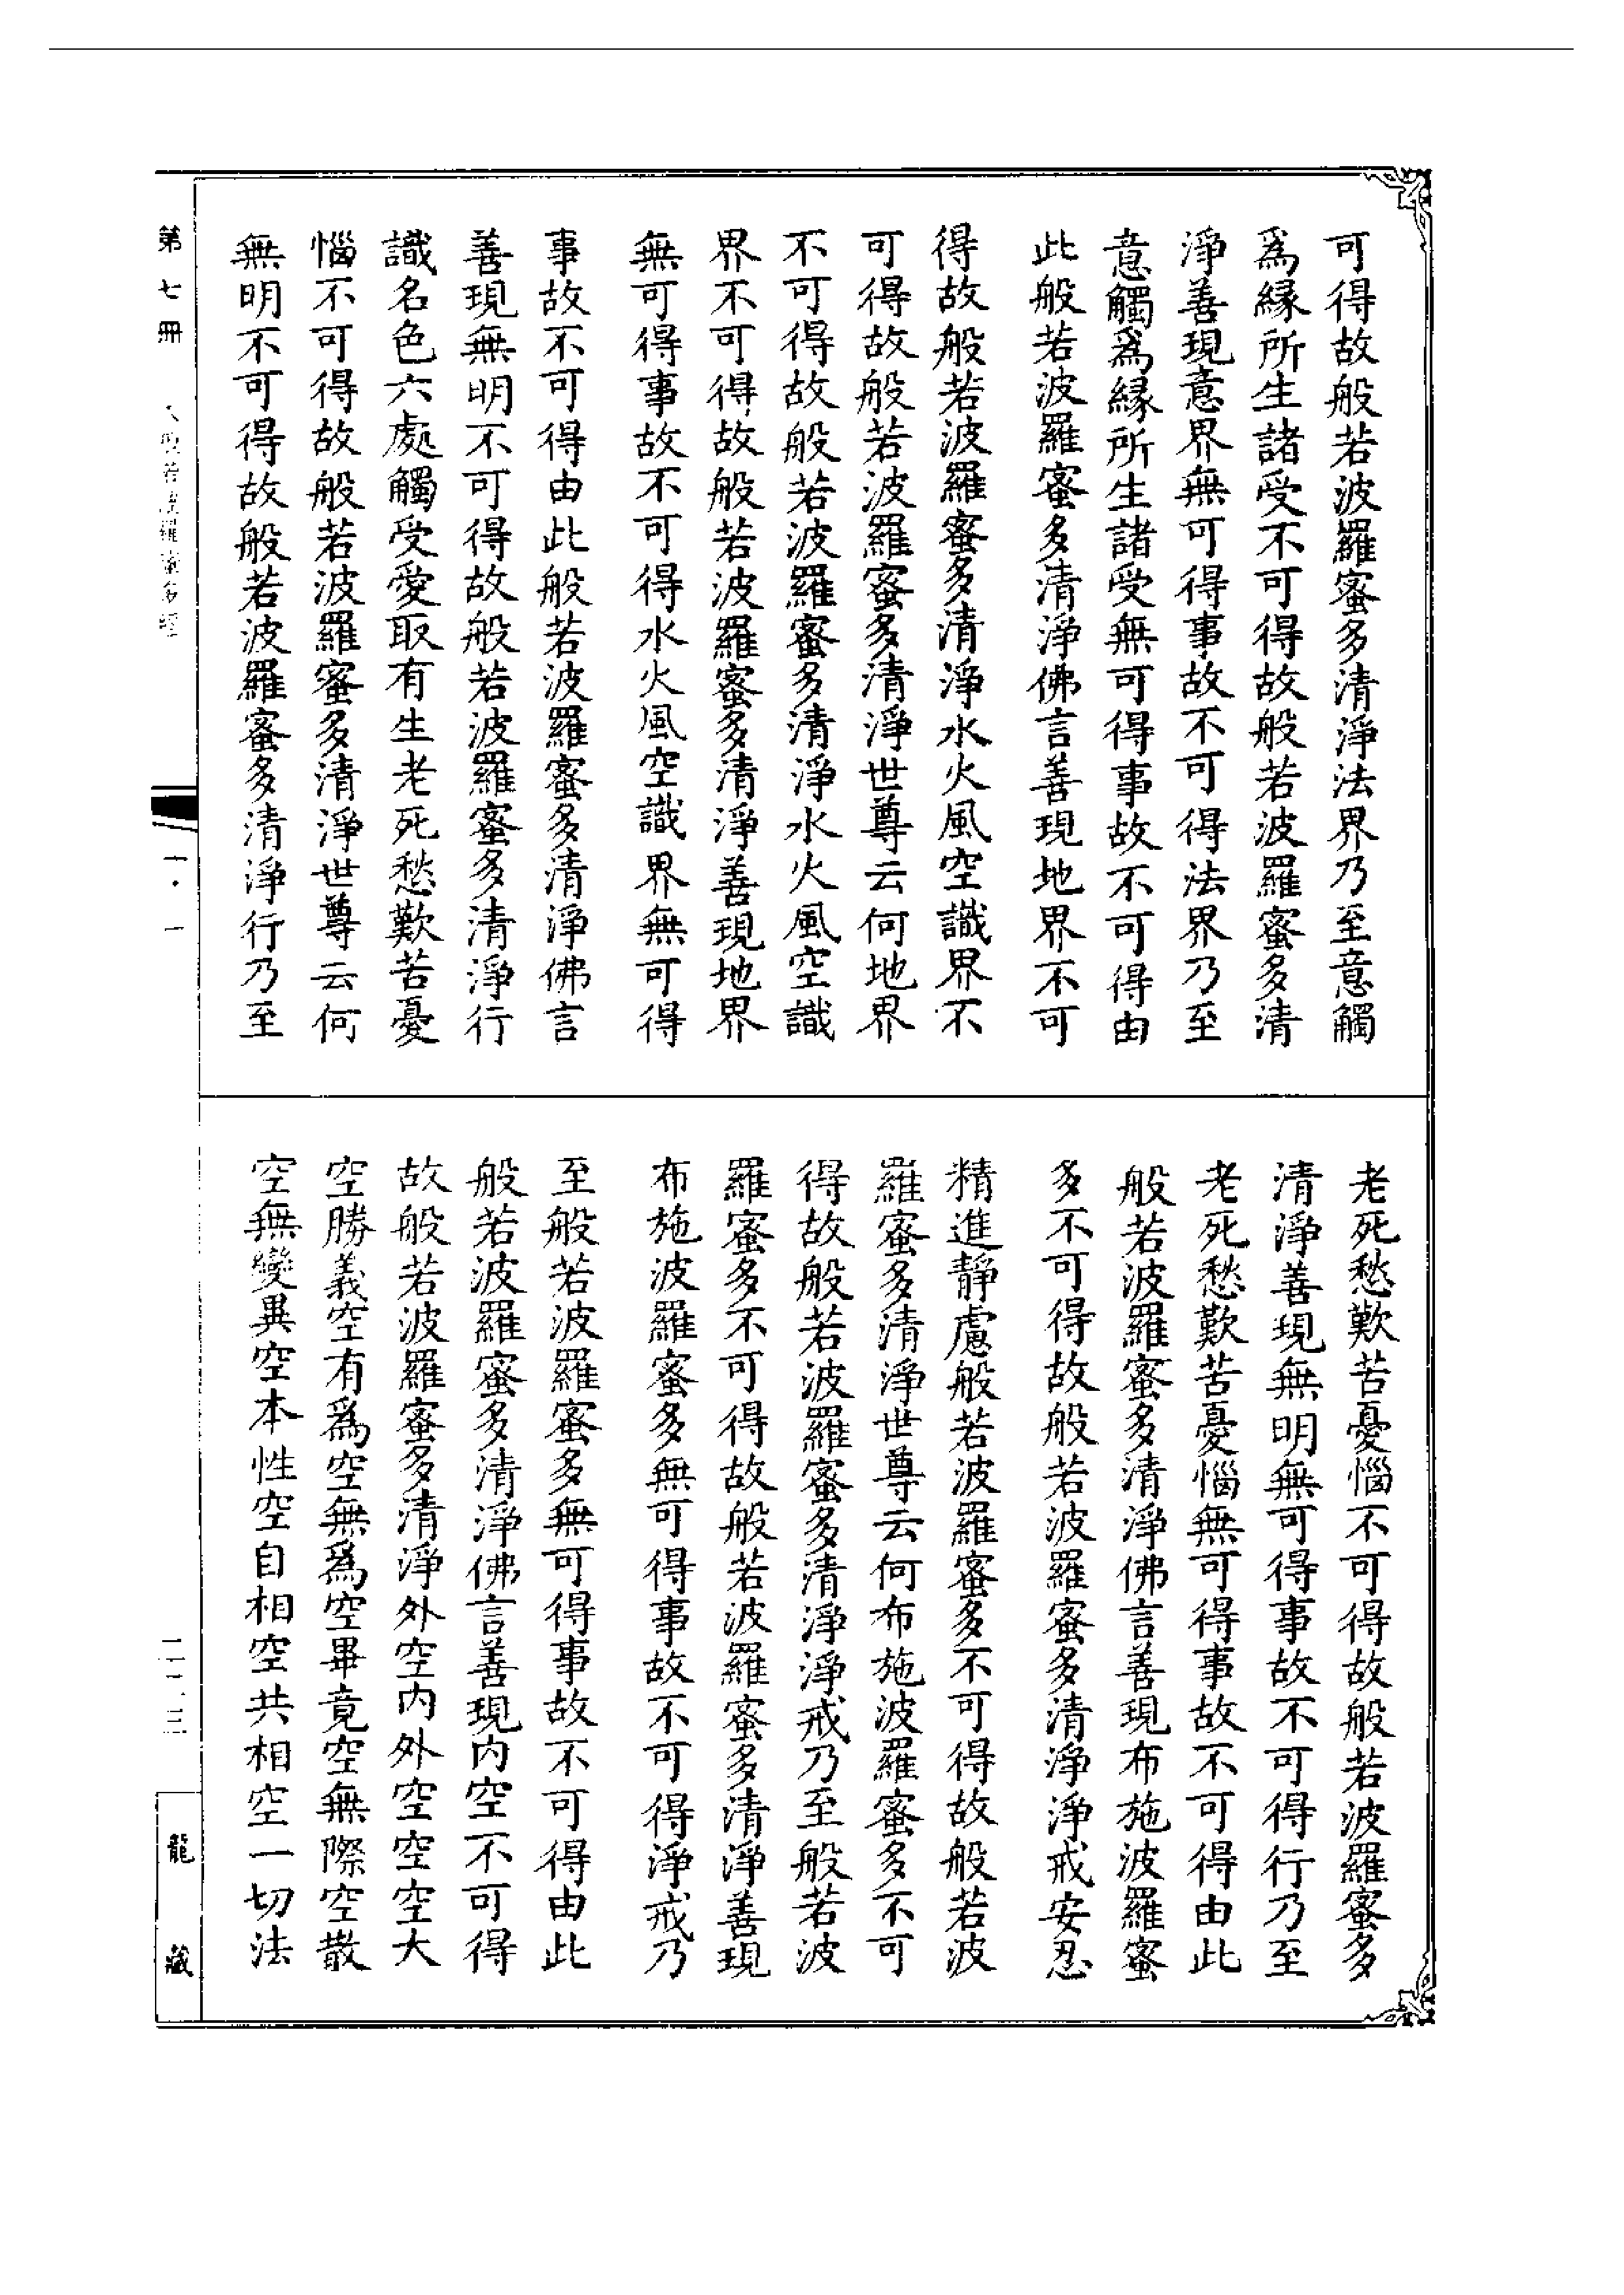 可得故般若波羅蜜多清淨法界乃至意觸
爲縁所生諸受不可得故般若波羅蜜多清
淨善現意界無可得事故不可得法界乃至
意觸爲縁所生諸受無可得事故不可得由
此般若波羅蜜多清淨佛言善現地界不可
得故般若波羅蜜多清淨水火風空識界不
可得故般若波羅蜜多清淨世尊云何地界
不可得故般若波羅蜜多清淨水火風空識
界不可得故般若波羅蜜多清淨善現地界
無可得事故不可得水火風空識界無可得
事故不可得由此般若波羅蜜多清淨佛言
善現無明不可得故般若波羅蜜多清淨行
識名色六處觸受愛取有生老死愁歎苦憂
惱不可得故般若波羅蜜多清淨世尊云何
無明不可得故般若波羅蜜多清淨行乃至
老死愁歎苦憂惱不可得故般若波羅蜜多
清淨善現無明無可得事故不可得行乃至
老死愁歎苦憂惱無可得事故不可得由此
般若波羅蜜多清淨佛言善現布施波羅蜜
多不可得故般若波羅蜜多清淨淨戒安忍
精進靜慮般若波羅蜜多不可得故般若波
羅蜜多清淨世尊云何布施波羅蜜多不可
得故般若波羅蜜多清淨淨戒乃至般若波
羅蜜多不可得故般若波羅蜜多清淨善現
布施波羅蜜多無可得事故不可得淨戒乃
至般若波羅蜜多無可得事故不可得由此
般若波羅蜜多清淨佛言善現内空不可得
故般若波羅蜜多清淨外空内外空空空大
空勝義空有爲空無爲空畢竟空無際空散
空無變異空本性空自相空共相空一切法
第七冊
若羅蜜多經
龍藏